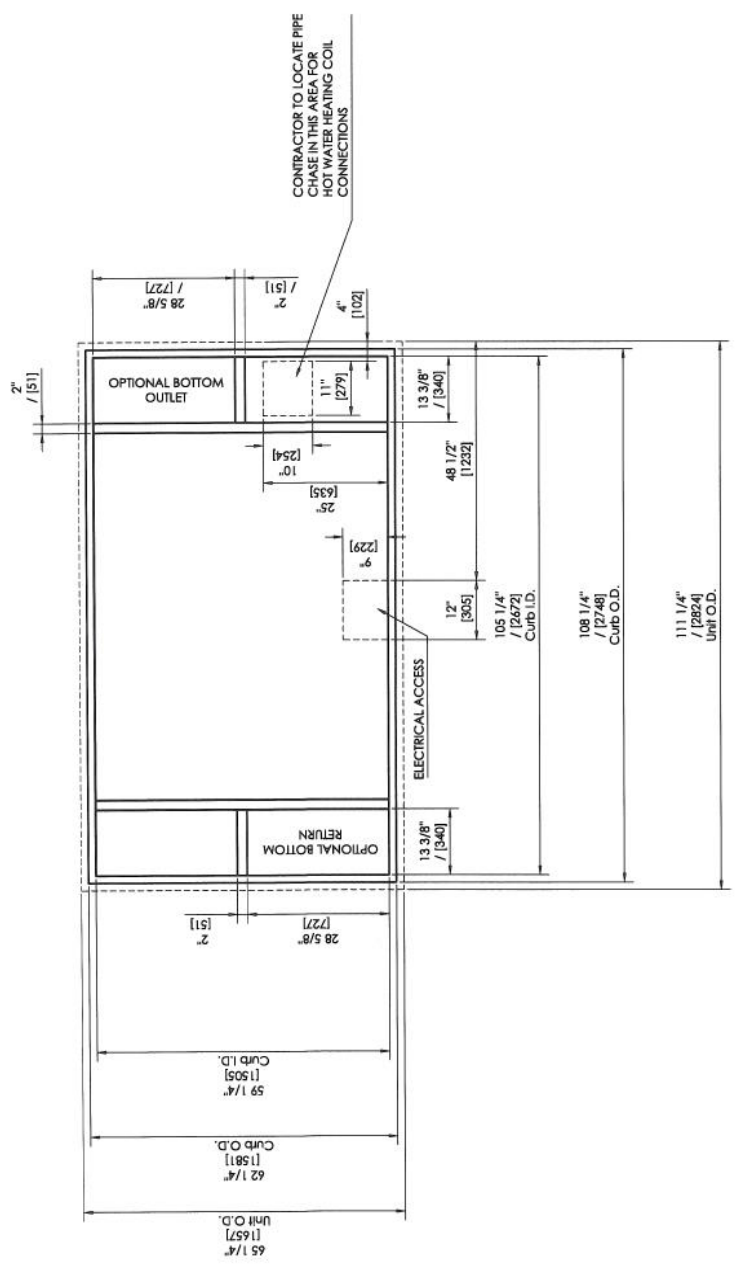 CONTRACTOR TO LOCATE PIPE
CHASE IN THIS AREA FOR
HOT WATER HEATING COIL
CONNECTIONS
28 5/8"
/ [727]
2"
/ [51]
4"
[102]
2"
/ [51]
OPTIONAL BOTTOM
OUTLET
11"
[279]
13 3/8"
/ [340]
10"
[254]
25"
[635]
48 1/2"
[1232]
9"
[229]
12"
[305]
105 1/4"
/ [2672]
Curb I.D.
108 1/4"
/ [2748]
Curb O.D.
111 1/4"
/ [2824]
Unit O.D.
ELECTRICAL ACCESS
OPTIONAL BOTTOM
RETURN
13 3/8"
/ [340]
2"
[51]
28 5/8"
[727]
59 1/4"
[1505]
Curb I.D.
62 1/4"
[1581]
Curb O.D.
65 1/4"
[1657]
Unit O.D.